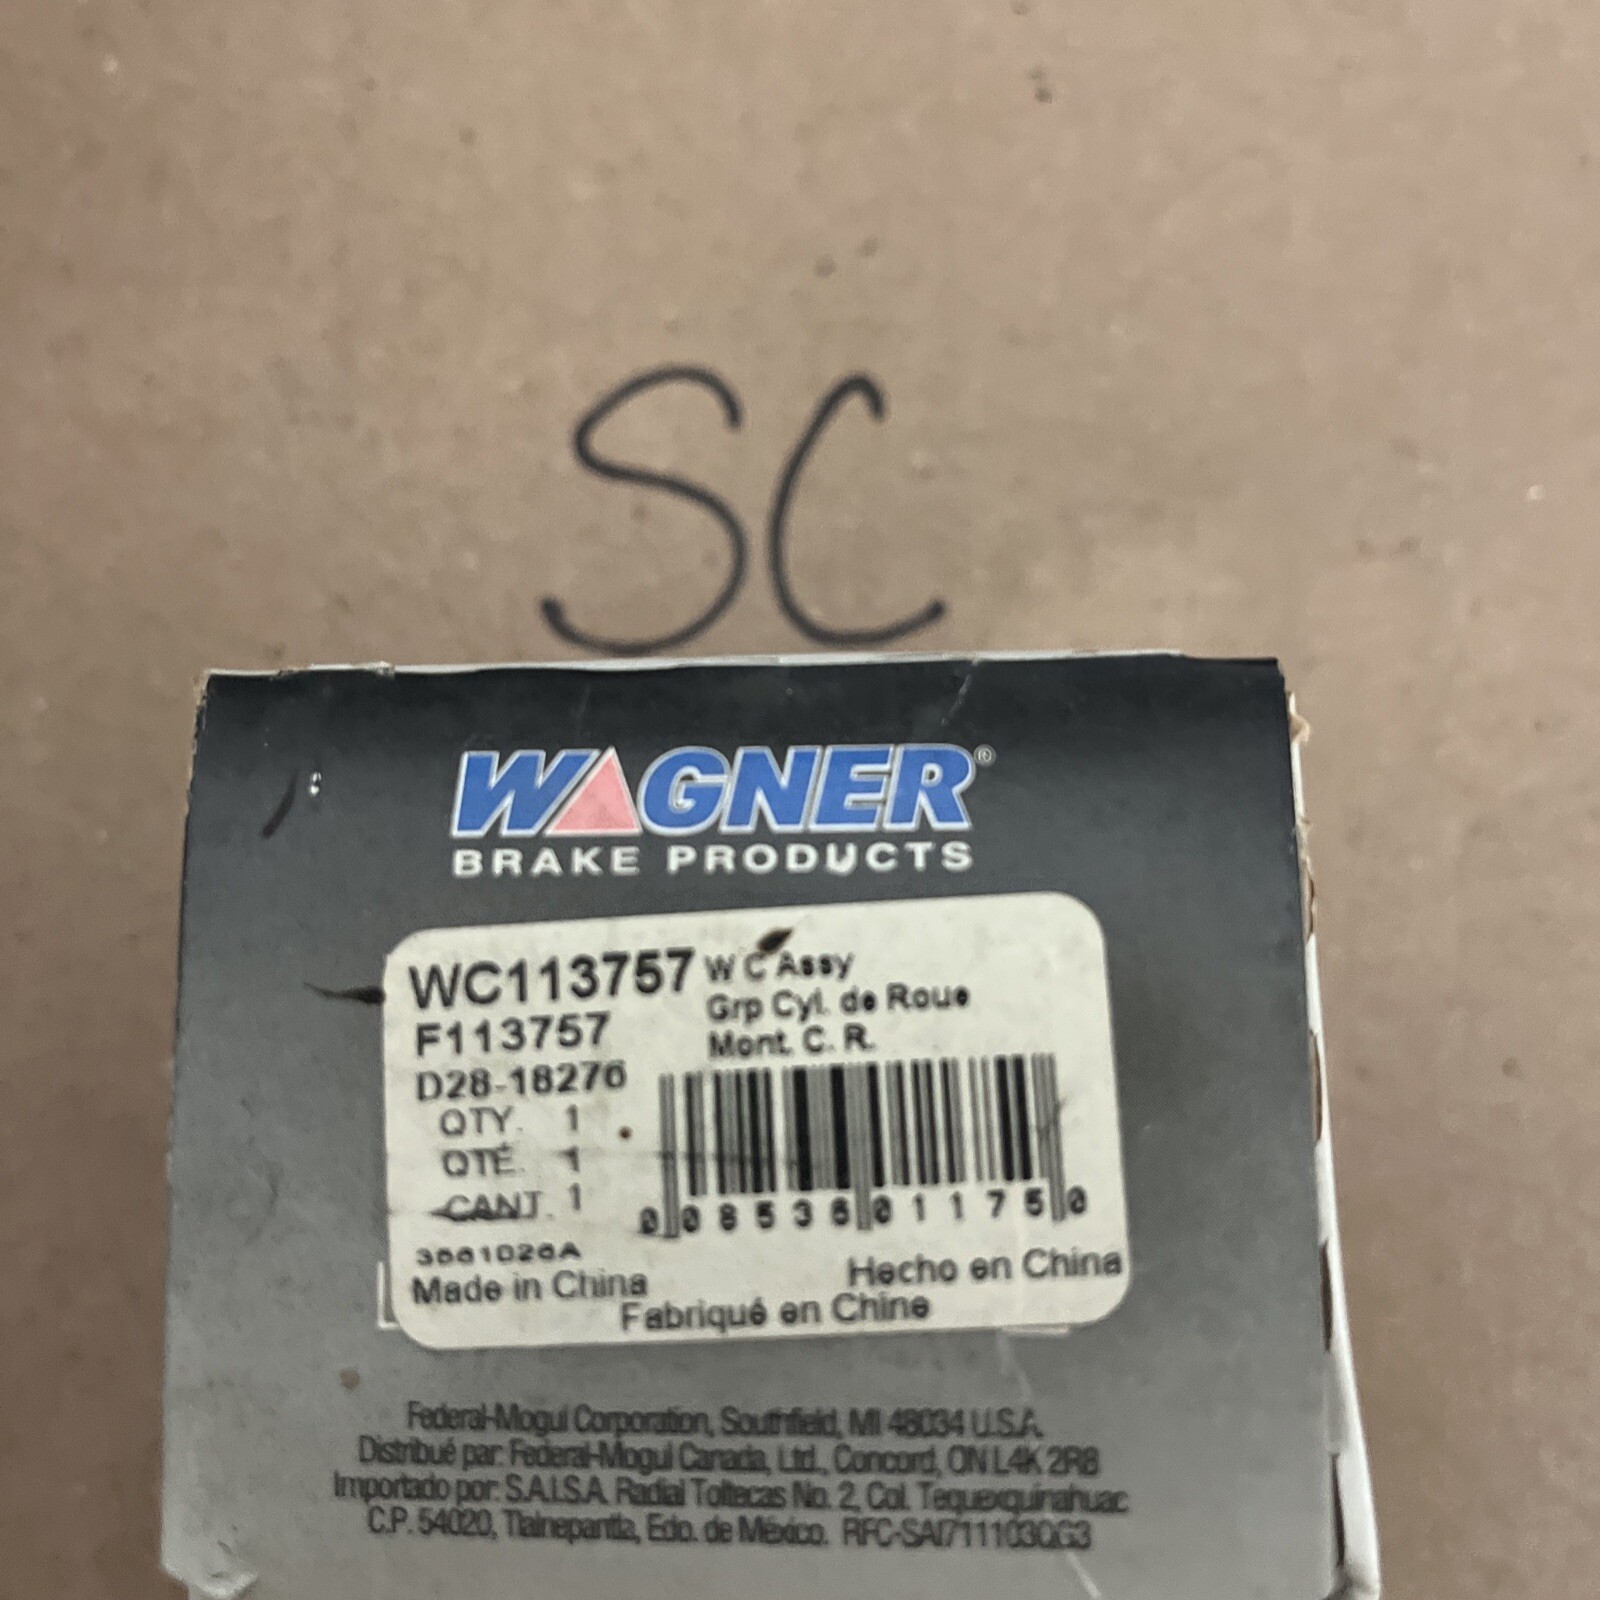 SC
WAGNER®
BRAKE PRODUCTS
WC113757 W C Assy
F113757 Grp Cyl. de Roue
Mont. C. R.
D28-18276
QTY. 1
QTÉ. 1
CANT. 1
0 08536 01175 0
Made in China
Hecho en China
Fabriqué en Chine
Federal-Mogul Corporation, Southfield, MI 48034 U.S.A.
Distribué par: Federal-Mogul Canada, Ltd., Concord, ON L4K 2R8
Importado por: S.A.I.S.A. Radial Toltecas No. 2, Col. Tequexquinahuac
C.P. 54020, Tlalnepantla, Edo. de México.